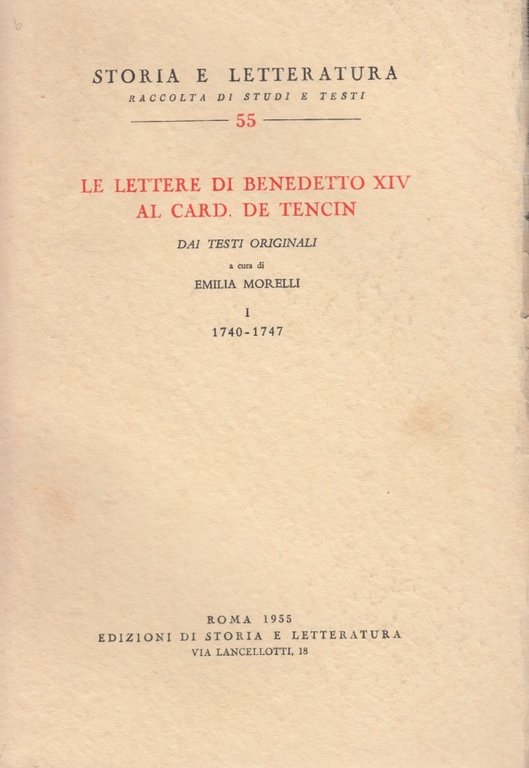 STORIA E LETTERATURA
RACCOLTA DI STUDI E TESTI
55
LE LETTERE DI BENEDETTO XIV
AL CARD. DE TENCIN
DAI TESTI ORIGINALI
a cura di
EMILIA MORELLI
I
1740-1747
ROMA 1955
EDIZIONI DI STORIA E LETTERATURA
VIA LANCELLOTTI, 18